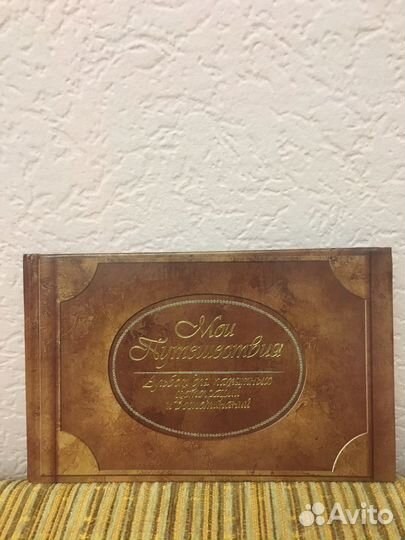 Мои
Путешествия
Альбом для памятных
фотографий
и воспоминаний
Avito